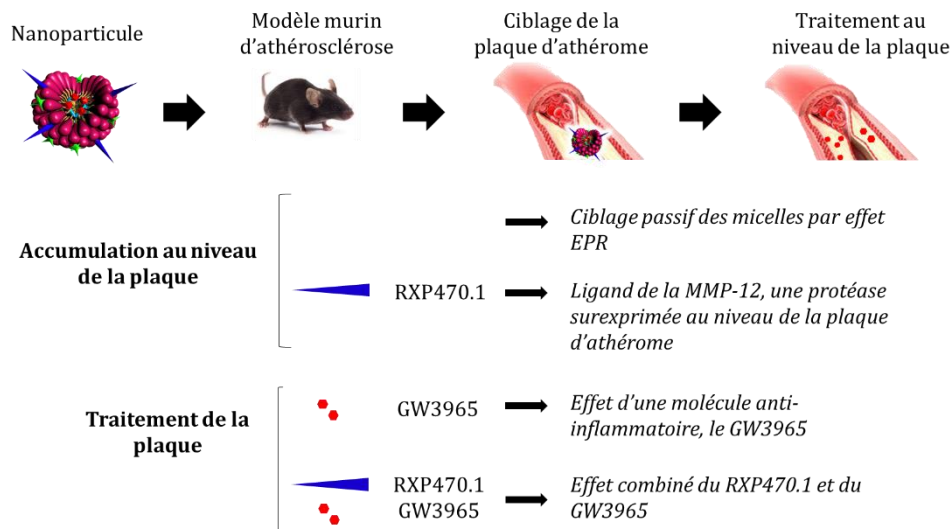 Nanoparticule
Modèle murin
d'athérosclérose
Ciblage de la
plaque d'athérome
Traitement au
niveau de la plaque
Accumulation au niveau
de la plaque
Ciblage passif des micelles par effet
EPR
RXP470.1
Ligand de la MMP-12, une protéase
surexprimée au niveau de la plaque
d'athérome
Traitement de la
plaque
GW3965
Effet d'une molécule anti-
inflammatoire, le GW3965
RXP470.1
GW3965
Effet combiné du RXP470.1 et du
GW3965